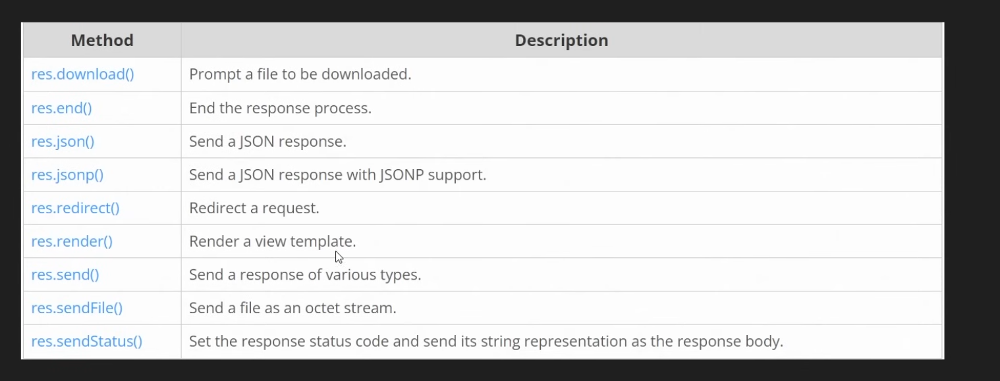 Method Description
res.download() Prompt a file to be downloaded.
res.end() End the response process.
res.json() Send a JSON response.
res.jsonp() Send a JSON response with JSONP support.
res.redirect() Redirect a request.
res.render() Render a view template.
res.send() Send a response of various types.
res.sendFile() Send a file as an octet stream.
res.sendStatus() Set the response status code and send its string representation as the response body.